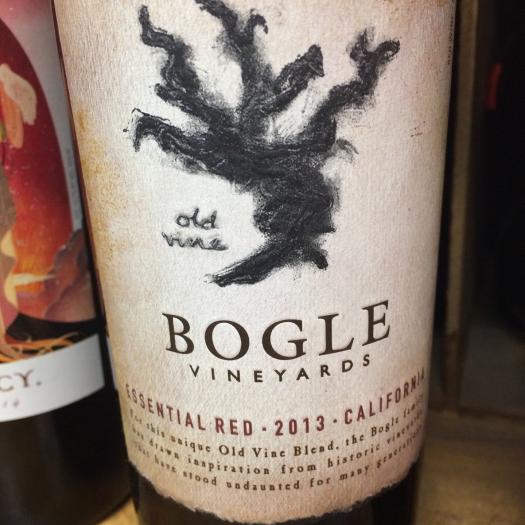 old
vine
BOGLE
VINEYARDS
ESSENTIAL RED · 2013 · CALIFORNIA
For this unique Old Vine Blend, the Bogle family
drawn inspiration from historic vineyards
that have stood undaunted for many generations
CY.